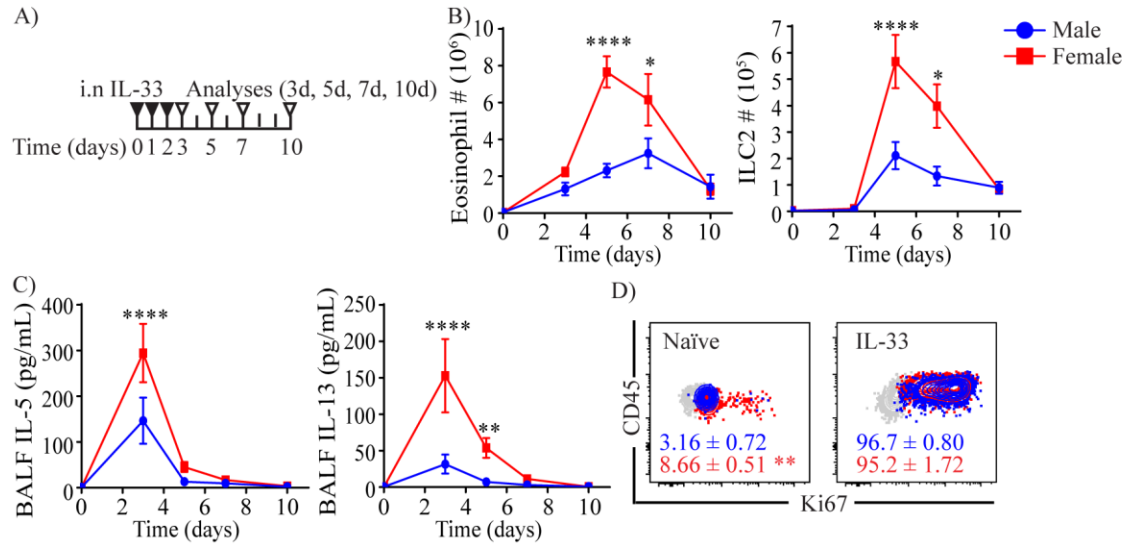 A)
i.n IL-33 Analyses (3d, 5d, 7d, 10d)
Time (days) 0 1 2 3 5 7 10
B)
Eosinophil # (10⁶)
10
8
6
4
2
0
****
*
0 2 4 6 8 10
Time (days)
ILC2 # (10⁵)
7
6
5
4
3
2
1
0
****
*
0 2 4 6 8 10
Time (days)
Male
Female
C)
BALF IL-5 (pg/mL)
400
300
200
100
0
****
0 2 4 6 8 10
Time (days)
BALF IL-13 (pg/mL)
250
200
150
100
50
0
****
**
0 2 4 6 8 10
Time (days)
D)
CD45
Naïve
3.16 ± 0.72
8.66 ± 0.51 **
IL-33
96.7 ± 0.80
95.2 ± 1.72
Ki67